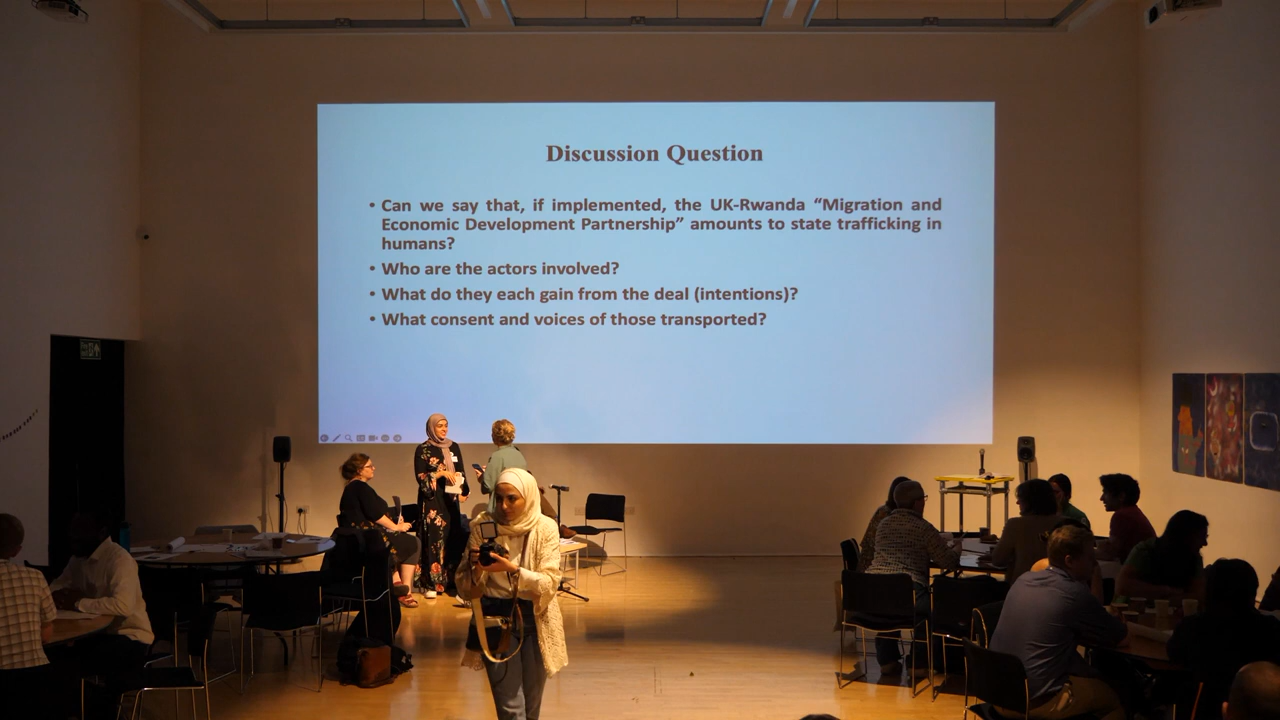 Discussion Question
• Can we say that, if implemented, the UK-Rwanda “Migration and
Economic Development Partnership” amounts to state trafficking in
humans?
• Who are the actors involved?
• What do they each gain from the deal (intentions)?
• What consent and voices of those transported?